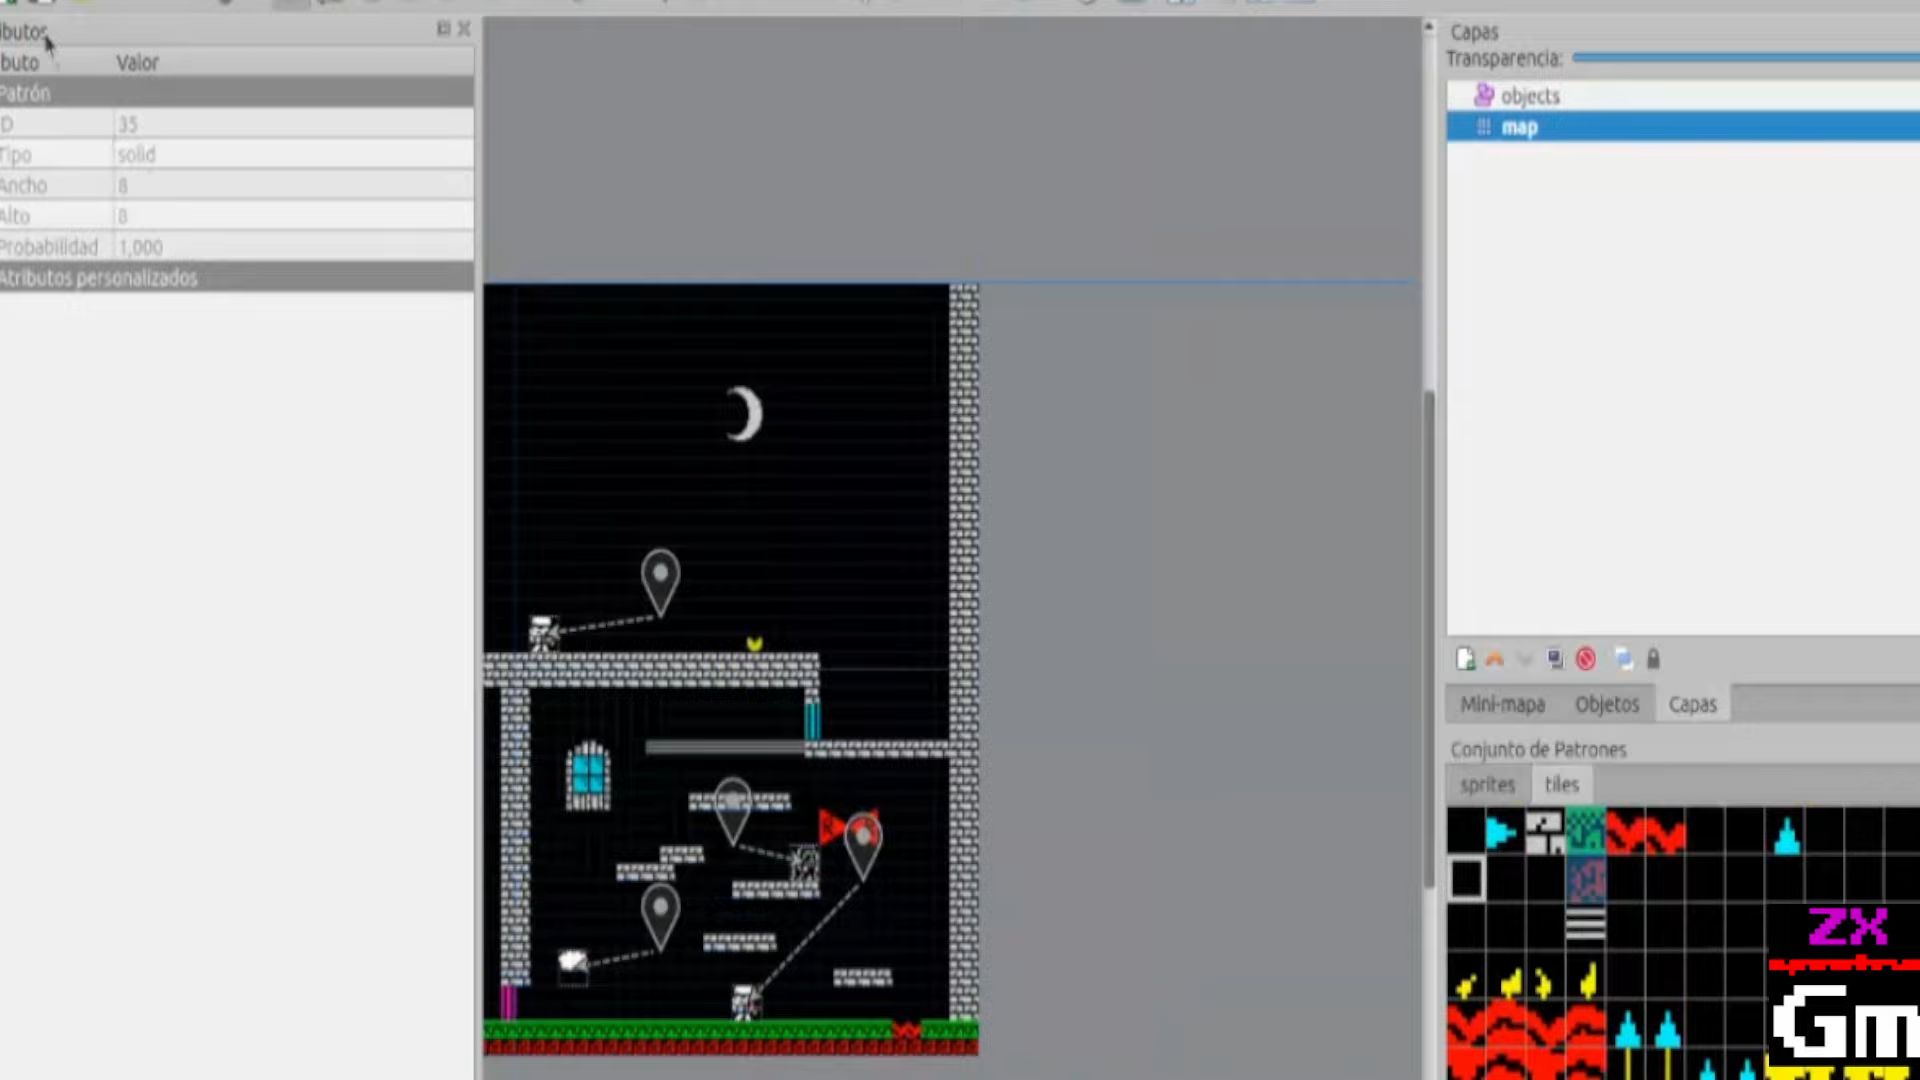 ibutos
buto Valor
Patrón
D 35
Tipo solid
Ancho 8
Alto 8
Probabilidad 1,000
Atributos personalizados
Capas
Transparencia:
objects
map
Mini-mapa Objetos Capas
Conjunto de Patrones
sprites tiles
ZX
Gm